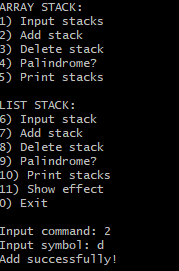 ARRAY STACK:
1) Input stacks
2) Add stack
3) Delete stack
4) Palindrome?
5) Print stacks
LIST STACK:
6) Input stack
7) Add stack
8) Delete stack
9) Palindrome?
10) Print stacks
11) Show effect
0) Exit
Input command: 2
Input symbol: d
Add successfully!